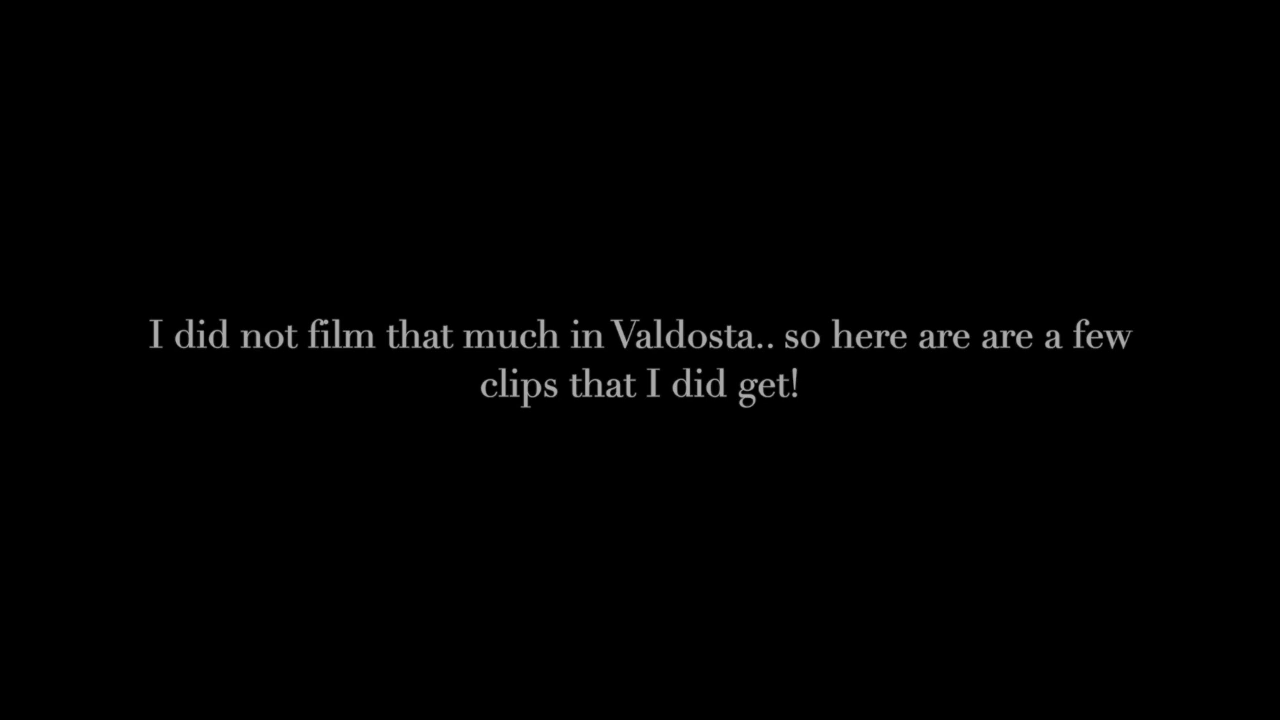 I did not film that much in Valdosta.. so here are are a few
clips that I did get!